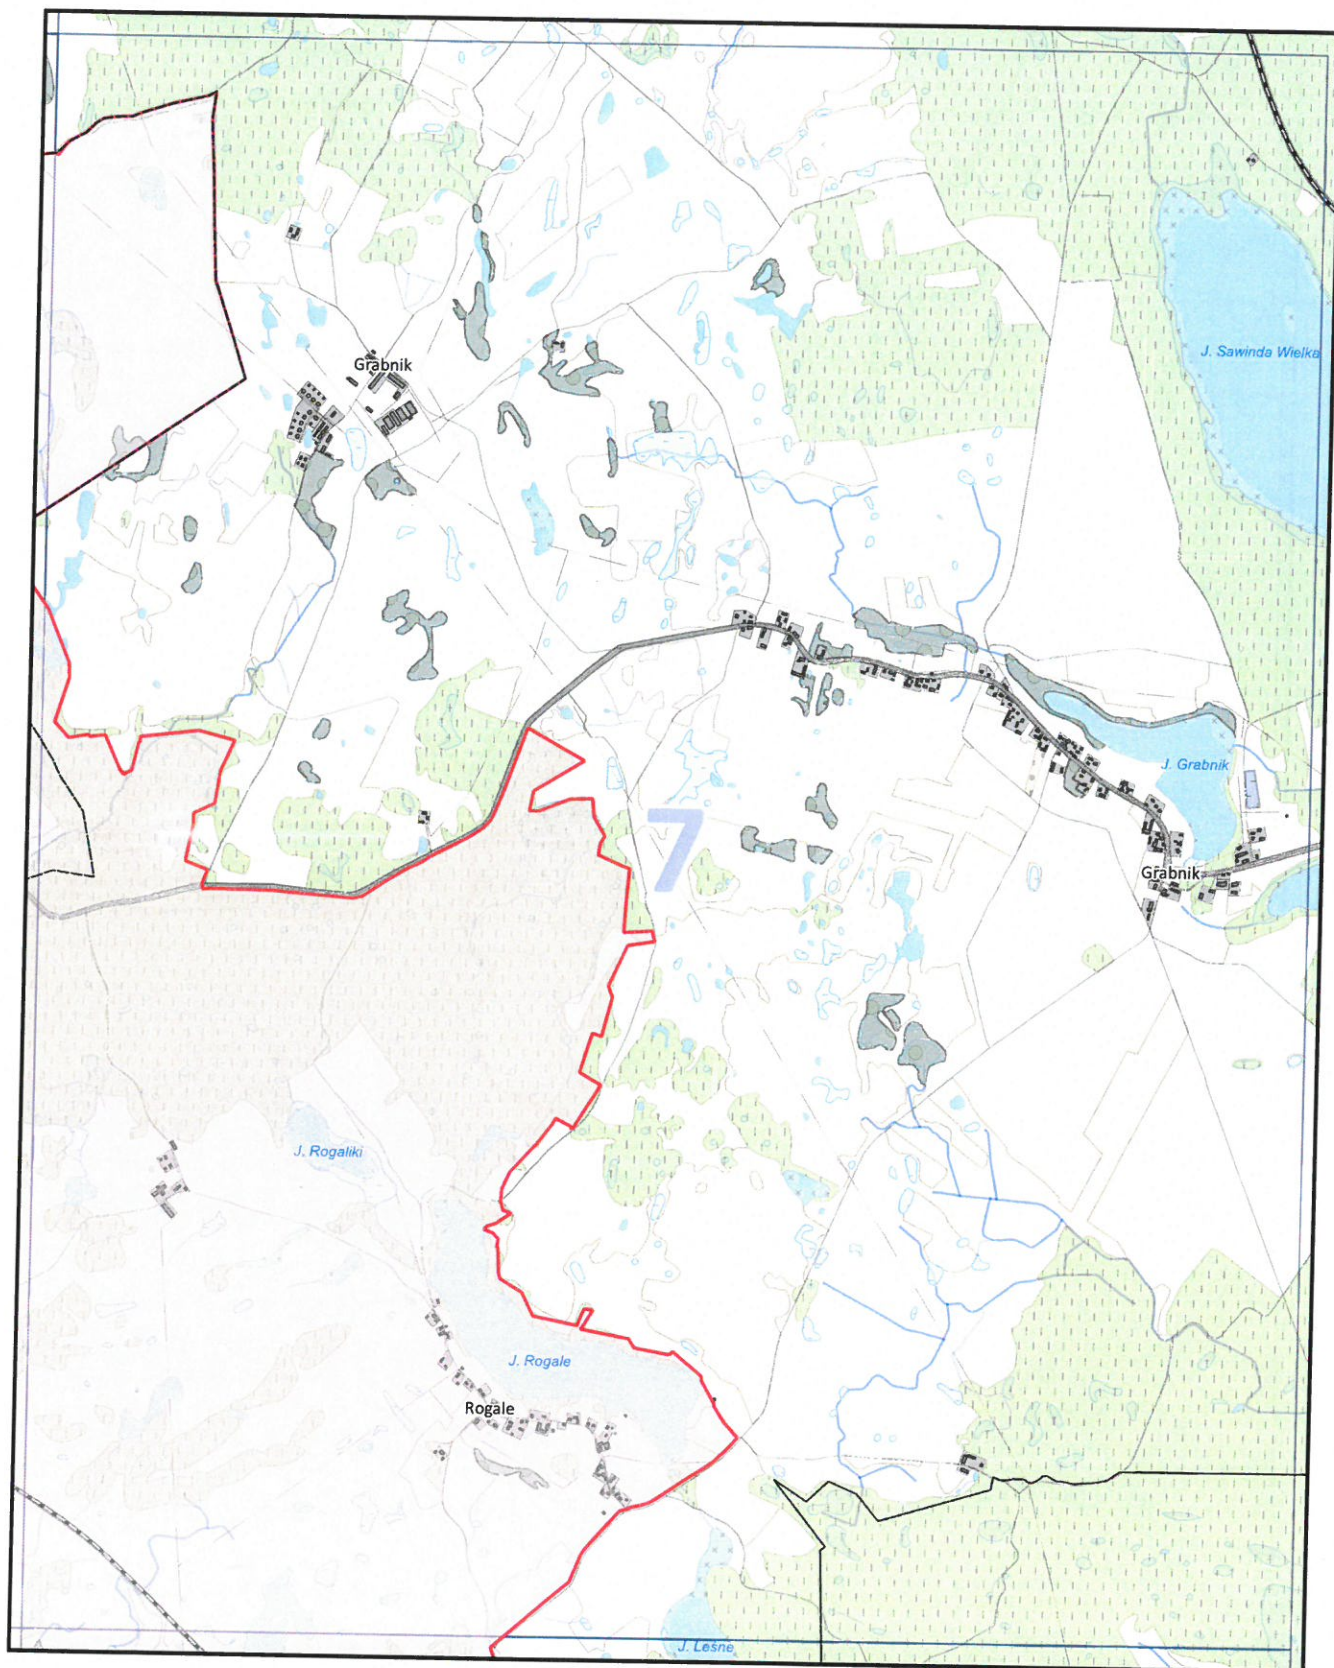 J. Sawinda Wielka
Grabnik
J. Grabnik
7
Grabnik
J. Rogaliki
J. Rogale
Rogale
J. Leśne